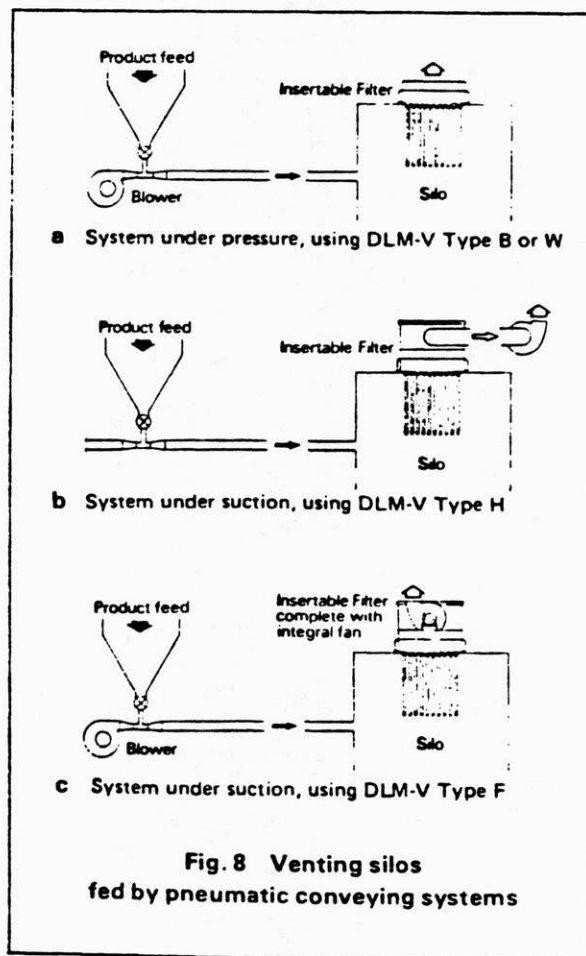 Product feed
Insertable Filter
Blower
Silo
a System under pressure, using DLM-V Type B or W
Product feed
Insertable Filter
Silo
b System under suction, using DLM-V Type H
Product feed
Insertable Filter
complete with
integral fan
Blower
Silo
c System under suction, using DLM-V Type F
Fig. 8 Venting silos
fed by pneumatic conveying systems